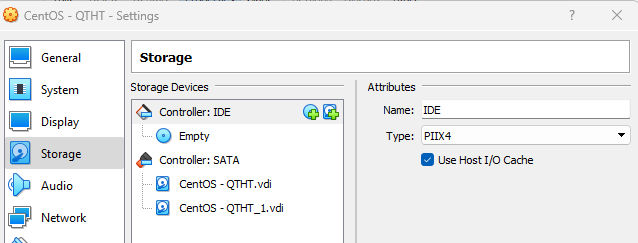 CentOS - QTHT - Settings
?
General
System
Display
Storage
Audio
Network
Storage
Storage Devices
Controller: IDE
Empty
Controller: SATA
CentOS - QTHT.vdi
CentOS - QTHT_1.vdi
Attributes
Name: IDE
Type: PIIX4
Use Host I/O Cache